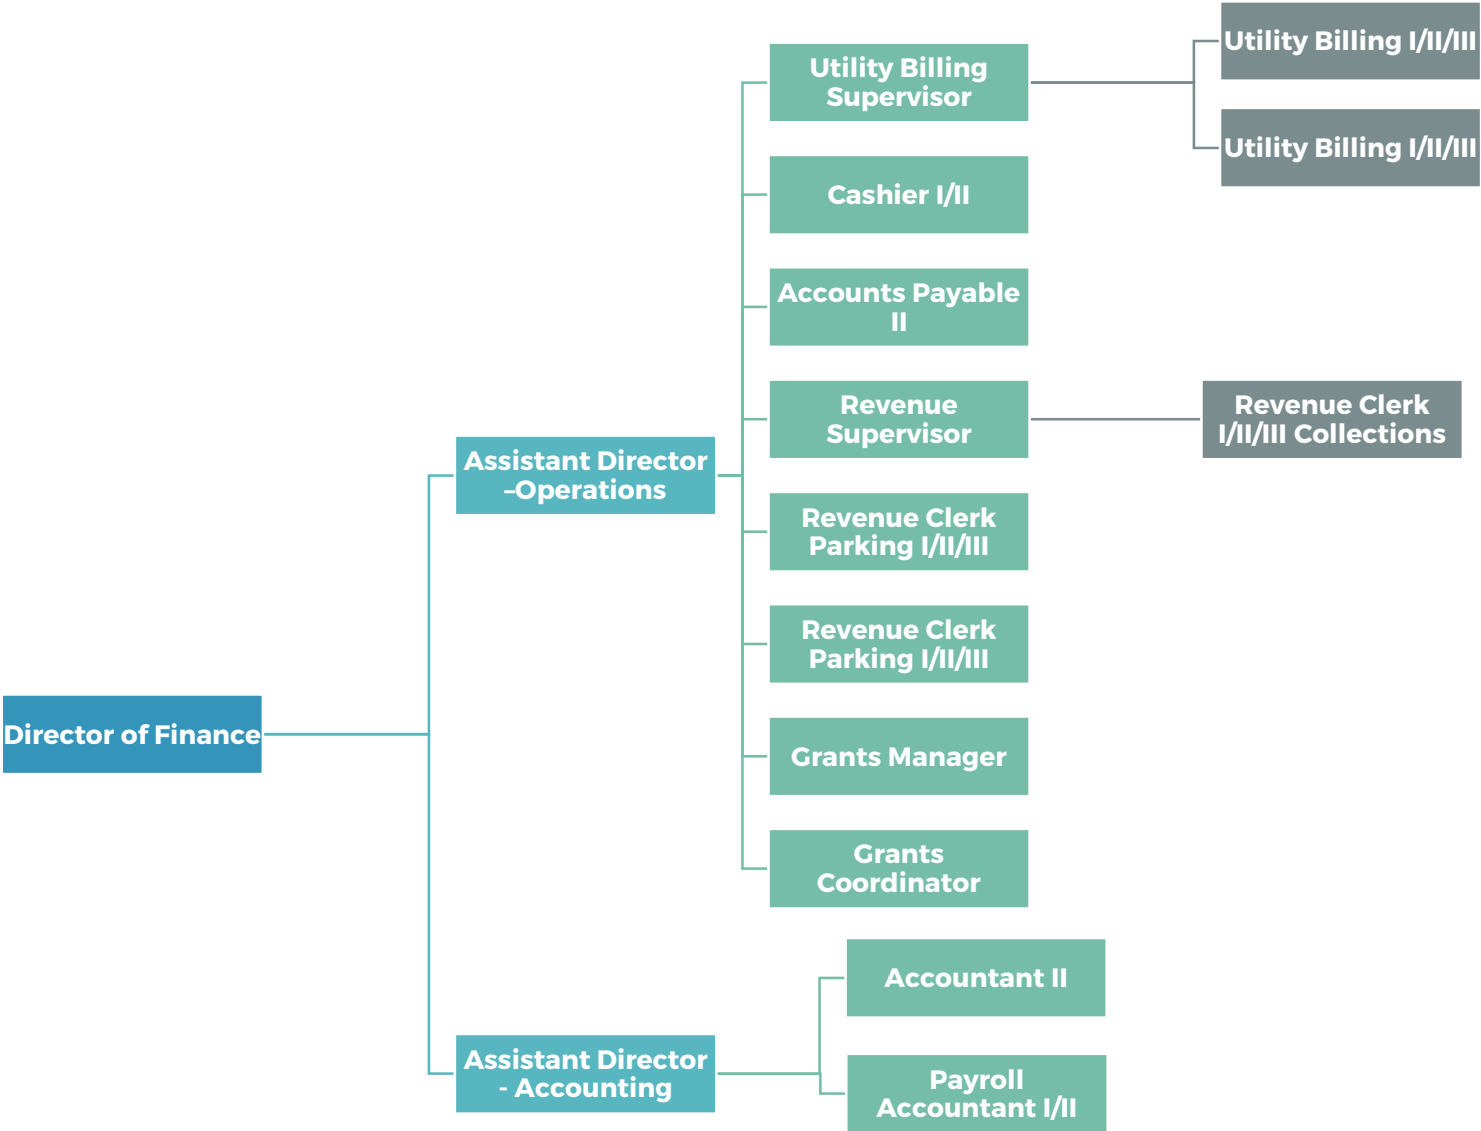 Director of Finance
Assistant Director
–Operations
Utility Billing
Supervisor
Utility Billing I/II/III
Utility Billing I/II/III
Cashier I/II
Accounts Payable
II
Revenue
Supervisor
Revenue Clerk
I/II/III Collections
Revenue Clerk
Parking I/II/III
Revenue Clerk
Parking I/II/III
Grants Manager
Grants
Coordinator
Assistant Director
- Accounting
Accountant II
Payroll
Accountant I/II